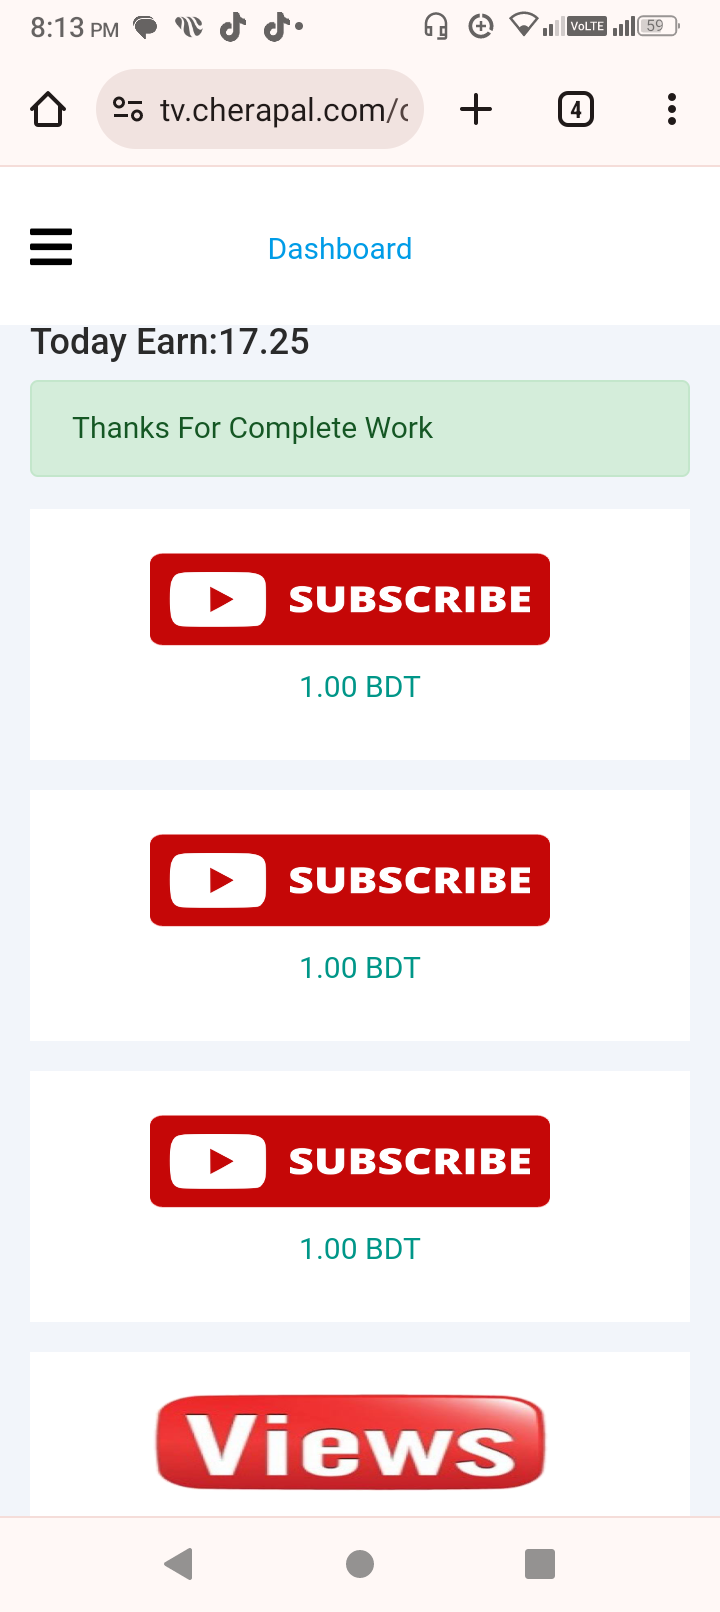 8:13 PM
VoLTE
59
tv.cherapal.com/
4
Dashboard
Today Earn:17.25
Thanks For Complete Work
SUBSCRIBE
1.00 BDT
SUBSCRIBE
1.00 BDT
SUBSCRIBE
1.00 BDT
Views